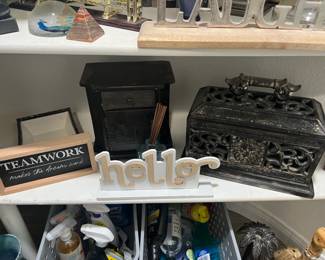 LAUGH
TEAMWORK
makes the dream work
hello